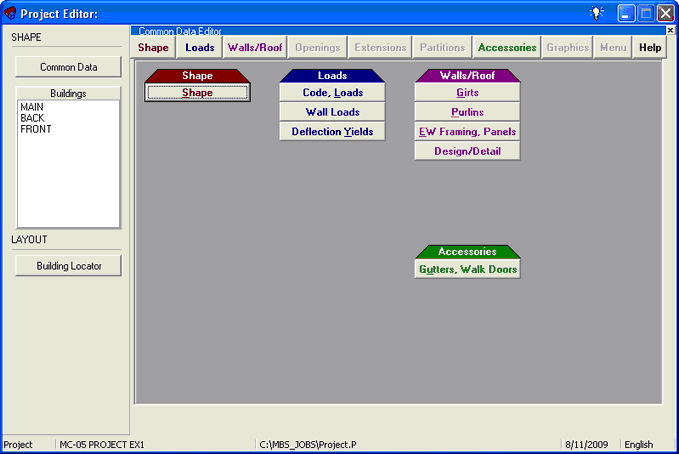 Project Editor:
SHAPE
Common Data
Buildings
MAIN
BACK
FRONT
LAYOUT
Building Locator
Common Data Editor
Shape Loads Walls/Roof Openings Extensions Partitions Accessories Graphics Menu Help
Shape
Shape
Loads
Code, Loads
Wall Loads
Deflection Yields
Walls/Roof
Girts
Purlins
EW Framing, Panels
Design/Detail
Accessories
Gutters, Walk Doors
Project MC-05 PROJECT EX1 C:\MBS_JOBS\Project.P 8/11/2009 English